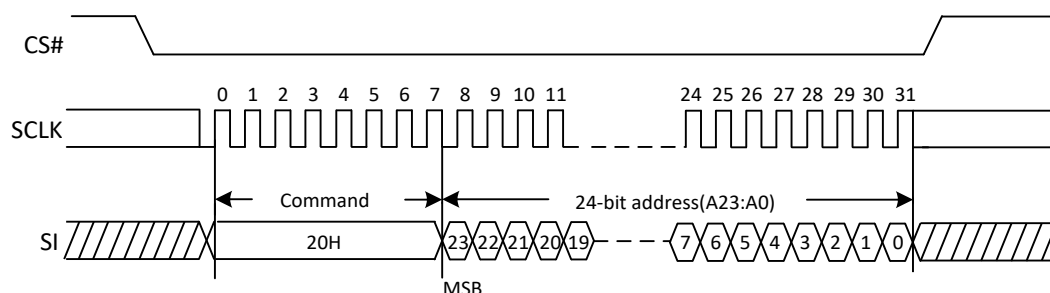 CS#
0 1 2 3 4 5 6 7 8 9 10 11 24 25 26 27 28 29 30 31
SCLK
Command 24-bit address(A23:A0)
SI 20H 23 22 21 20 19 7 6 5 4 3 2 1 0
MSB